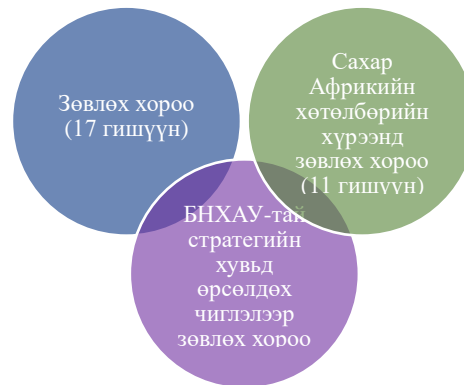 Зөвлөх хороо
(17 гишүүн)
Сахар
Африкийн
хөтөлбөрийн
хүрээнд
зөвлөх хороо
(11 гишүүн)
БНХАУ-тай
стратегийн
хувьд
өрсөлдөх
чиглэлээр
зөвлөх хороо